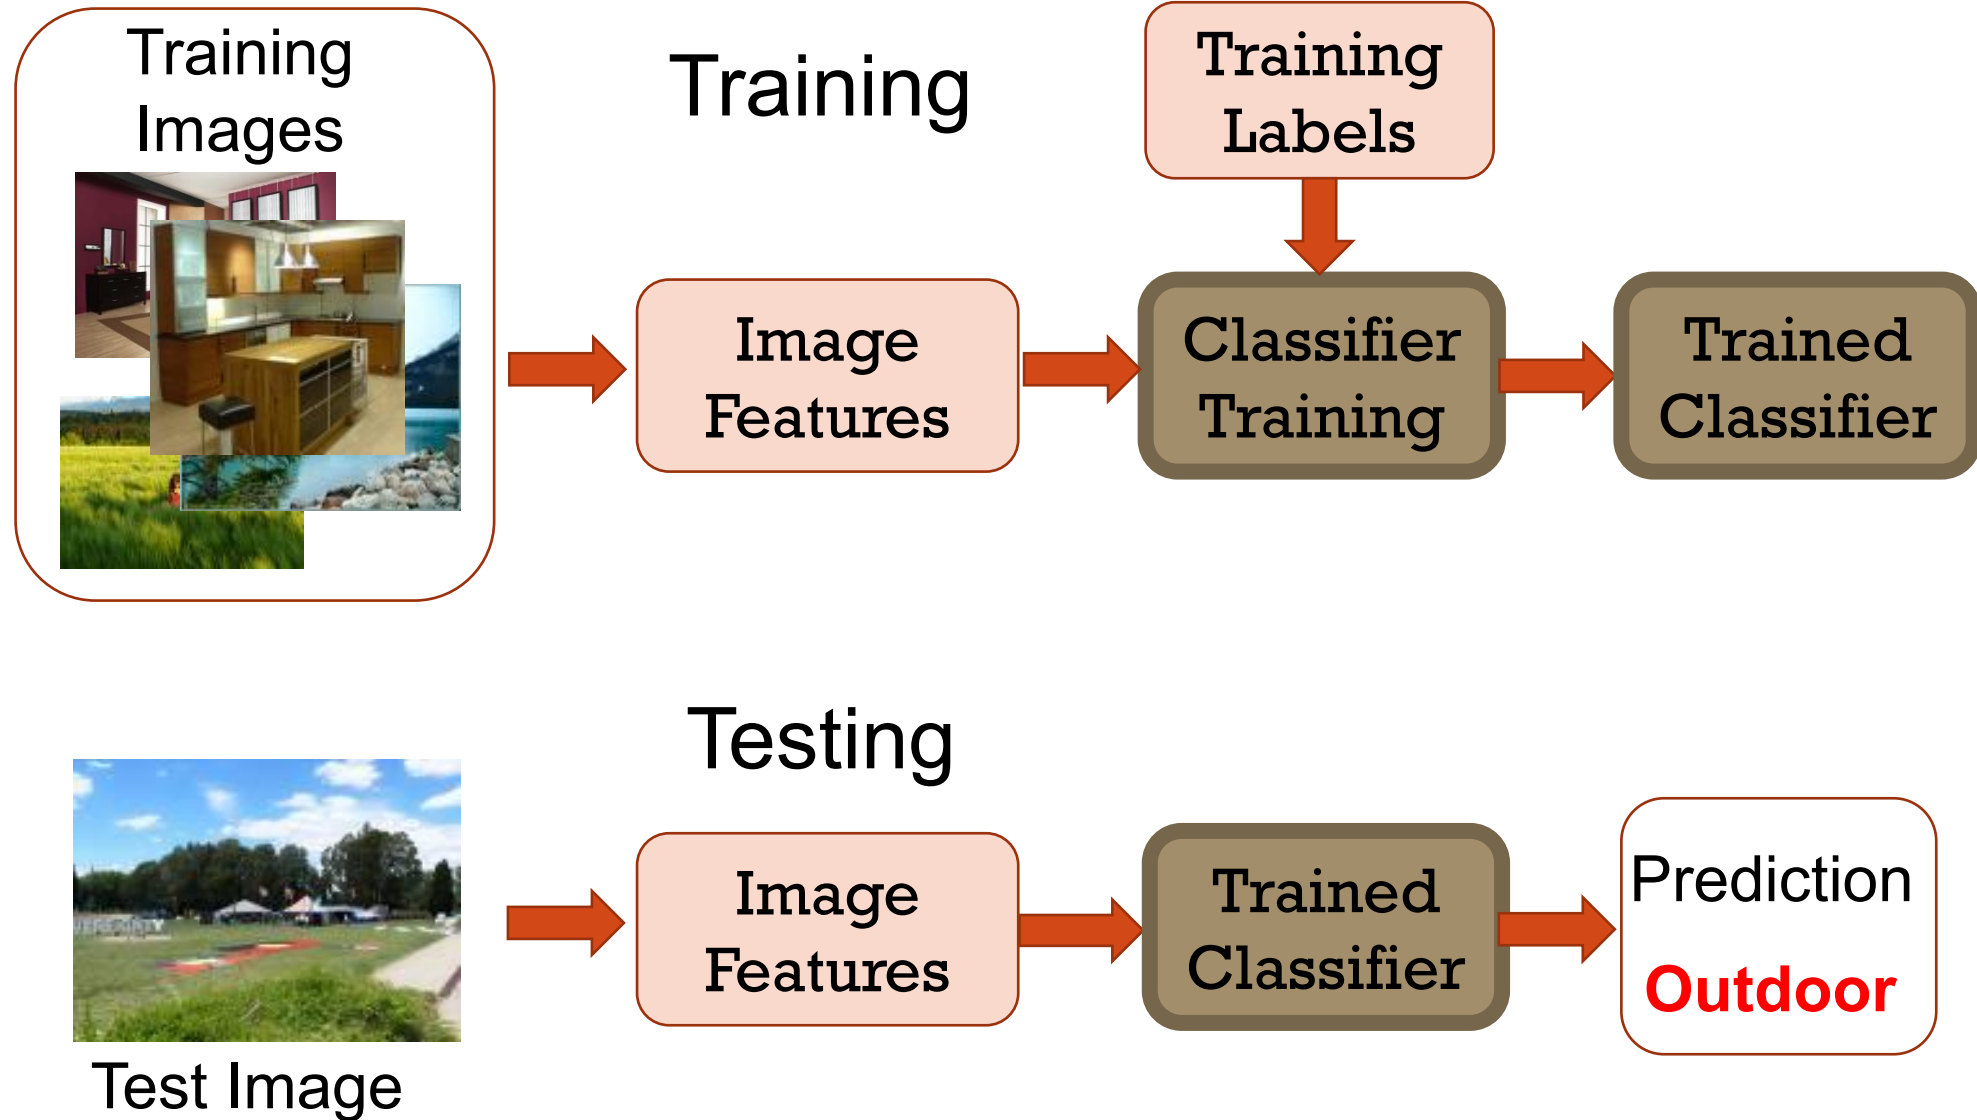 Training
Images
Training
Training
Labels
Image
Features
Classifier
Training
Trained
Classifier
Testing
Image
Features
Trained
Classifier
Prediction
Outdoor
Test Image